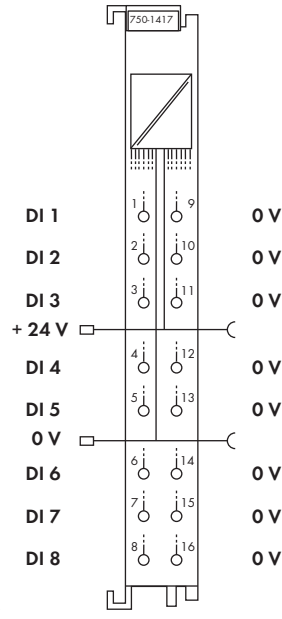 750-1417
DI 1 1 9 0 V
DI 2 2 10 0 V
DI 3 3 11 0 V
+ 24 V
DI 4 4 12 0 V
DI 5 5 13 0 V
0 V
DI 6 6 14 0 V
DI 7 7 15 0 V
DI 8 8 16 0 V